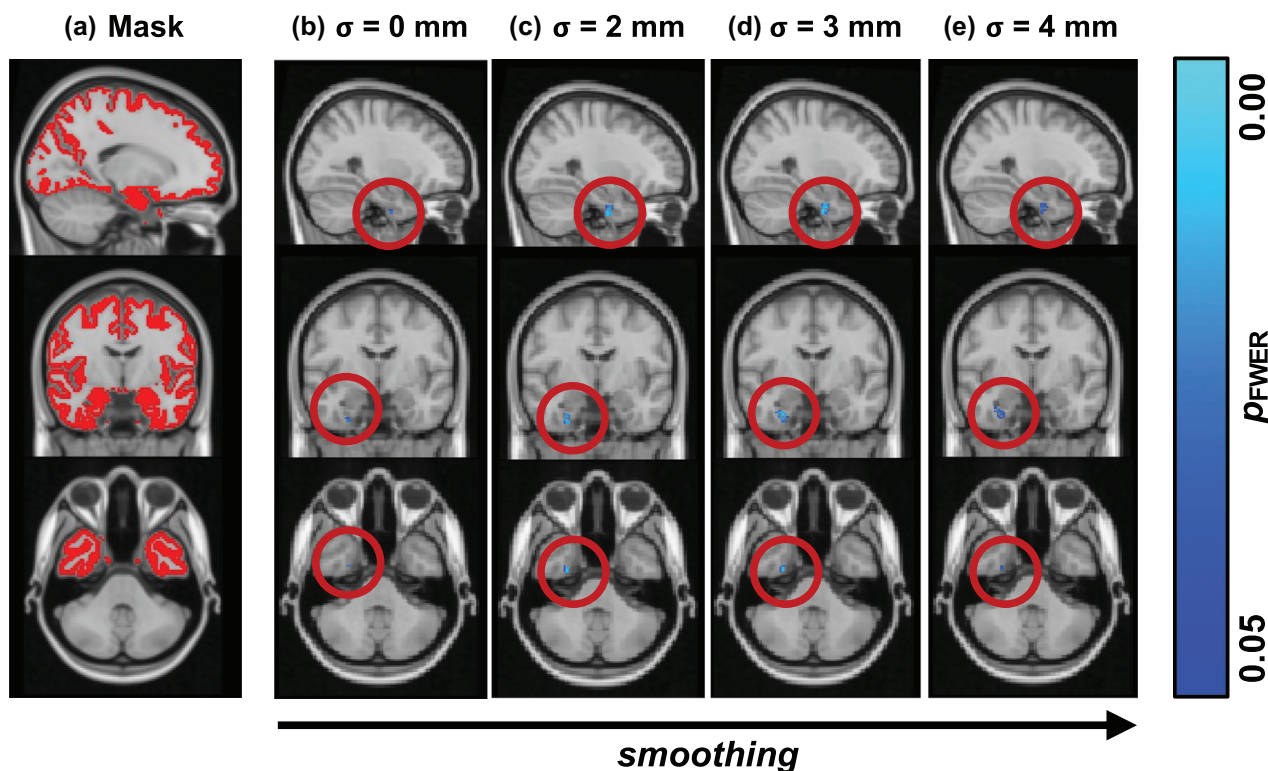 (a) Mask
(b) σ = 0 mm
(c) σ = 2 mm
(d) σ = 3 mm
(e) σ = 4 mm
0.00
pFWER
0.05
smoothing